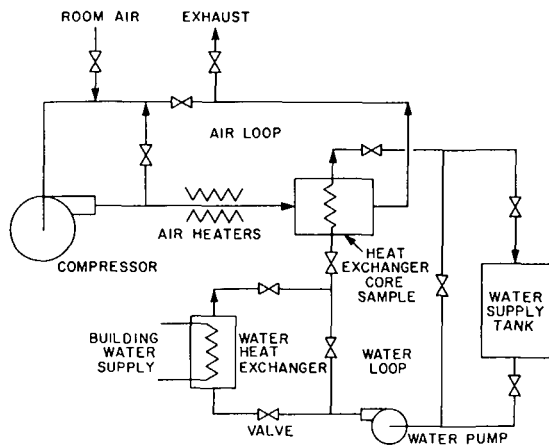 ROOM AIR
EXHAUST
AIR LOOP
AIR HEATERS
COMPRESSOR
HEAT
EXCHANGER
CORE
SAMPLE
WATER
SUPPLY
TANK
BUILDING
WATER
SUPPLY
WATER
HEAT
EXCHANGER
WATER
LOOP
VALVE
WATER PUMP